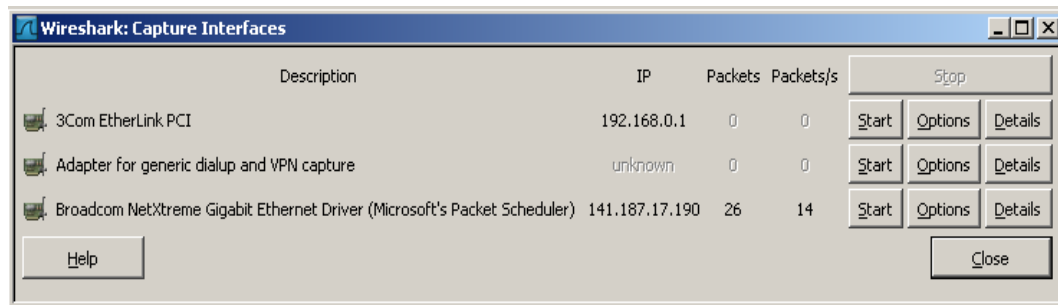 Wireshark: Capture Interfaces
Description IP Packets Packets/s Stop
3Com EtherLink PCI 192.168.0.1 0 0 Start Options Details
Adapter for generic dialup and VPN capture unknown 0 0 Start Options Details
Broadcom NetXtreme Gigabit Ethernet Driver (Microsoft's Packet Scheduler) 141.187.17.190 26 14 Start Options Details
Help Close